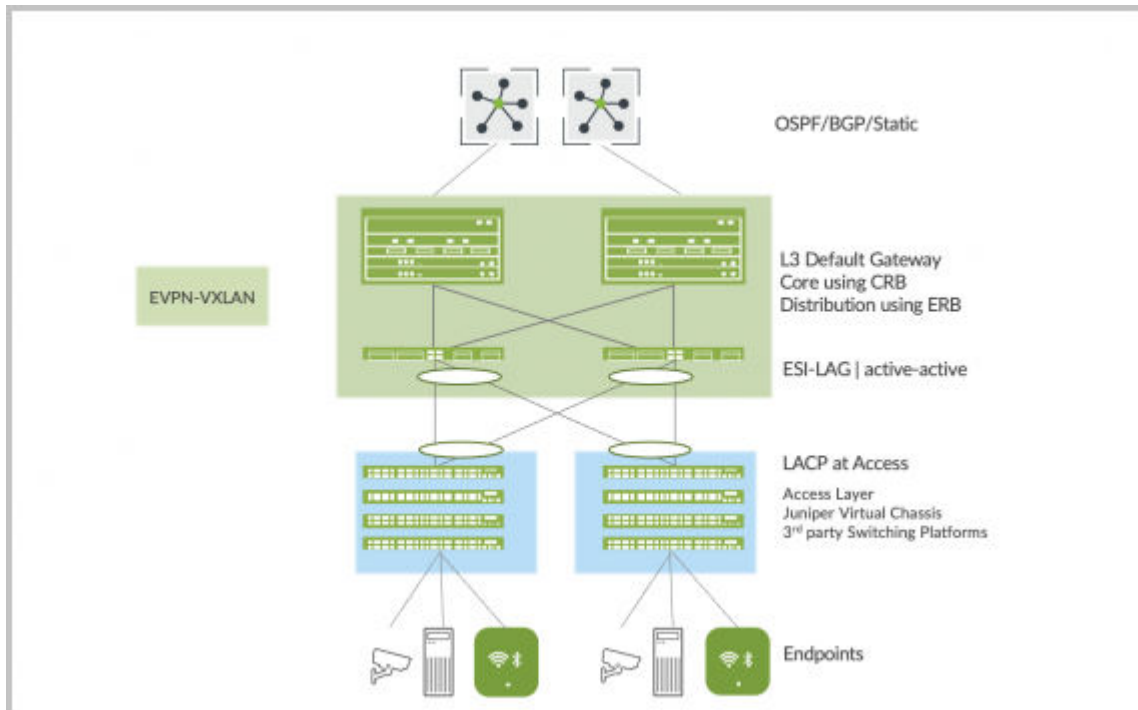 OSPF/BGP/Static
L3 Default Gateway
Core using CRB
Distribution using ERB
EVPN-VXLAN
ESI-LAG | active-active
LACP at Access
Access Layer
Juniper Virtual Chassis
3rd party Switching Platforms
Endpoints